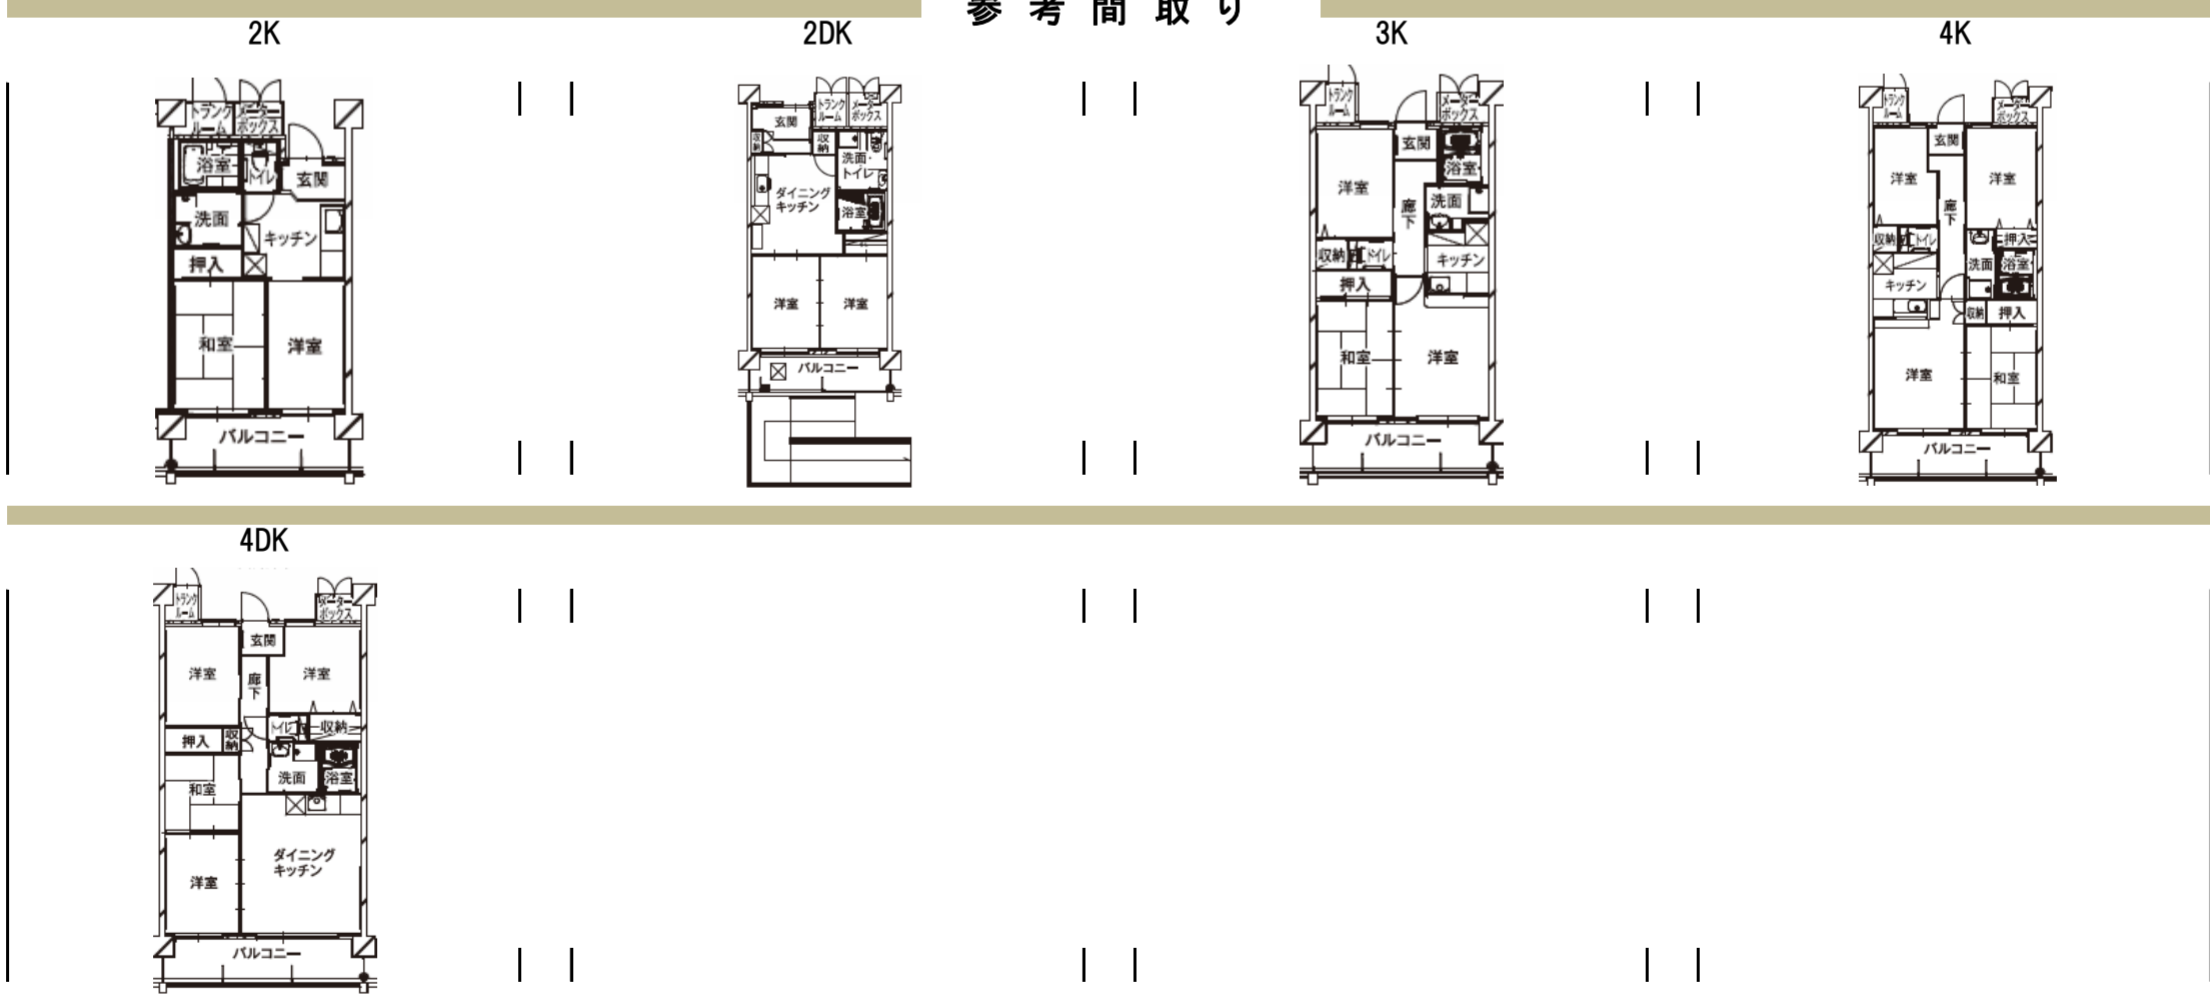 参考間取り
2K
2DK
3K
4K
トランク
ルーム
メーター
ボックス
浴室
トイレ
玄関
洗面
キッチン
押入
和室
洋室
バルコニー
トランク
ルーム
メーター
ボックス
玄関
収納
収納
洗面・
トイレ
ダイニング
キッチン
浴室
洋室
洋室
バルコニー
トランク
ルーム
メーター
ボックス
玄関
浴室
洋室
廊下
洗面
収納
トイレ
キッチン
押入
和室
洋室
バルコニー
トランク
ルーム
メーター
ボックス
玄関
洋室
洋室
廊下
収納
トイレ
押入
洗面
浴室
キッチン
収納
押入
洋室
和室
バルコニー
4DK
トランク
ルーム
メーター
ボックス
玄関
洋室
廊下
洋室
トイレ
収納
押入
収納
洗面
浴室
和室
ダイニング
キッチン
洋室
バルコニー